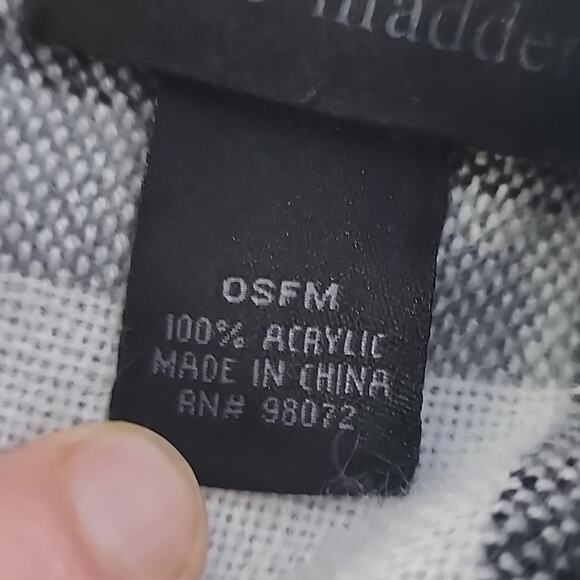 madden
OSFM
100% ACRYLIC
MADE IN CHINA
RN# 98072